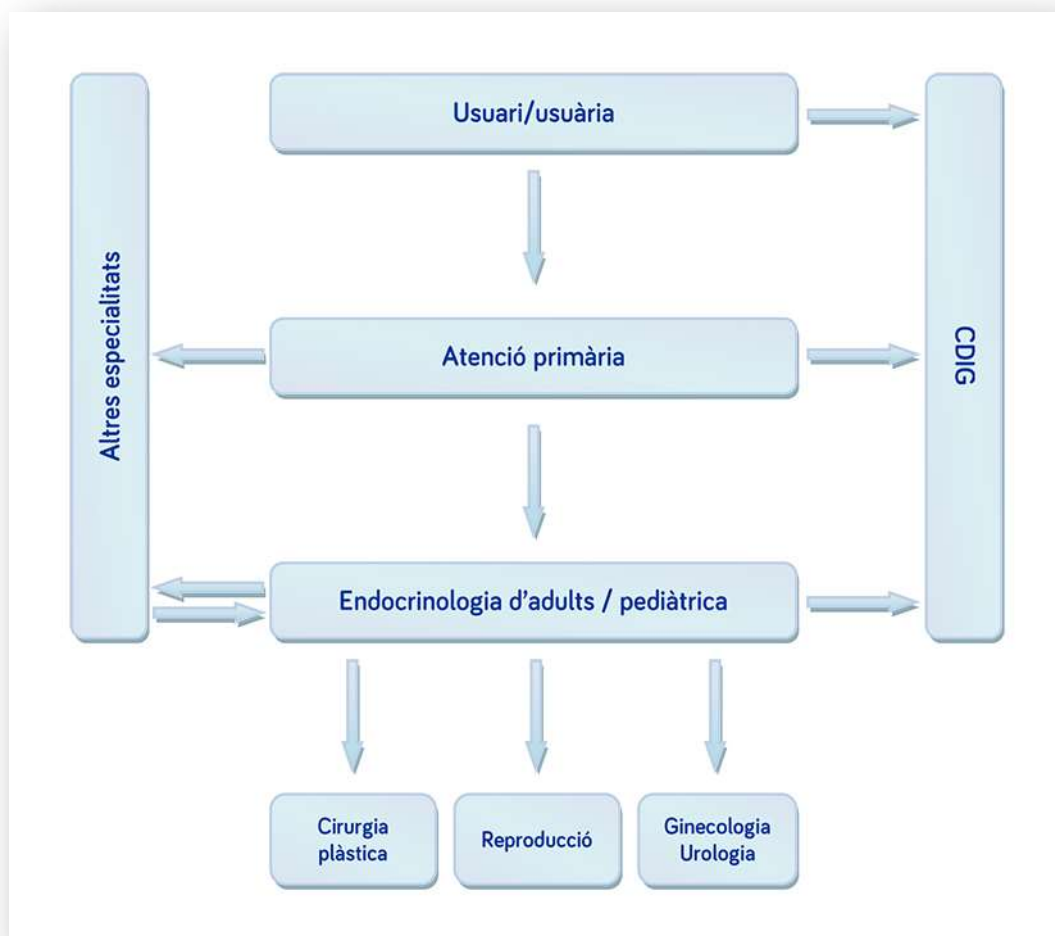 Usuari/usuària
Altres especialitats
CDIG
Atenció primària
Endocrinologia d’adults / pediàtrica
Cirurgia
plàstica
Reproducció
Ginecologia
Urologia